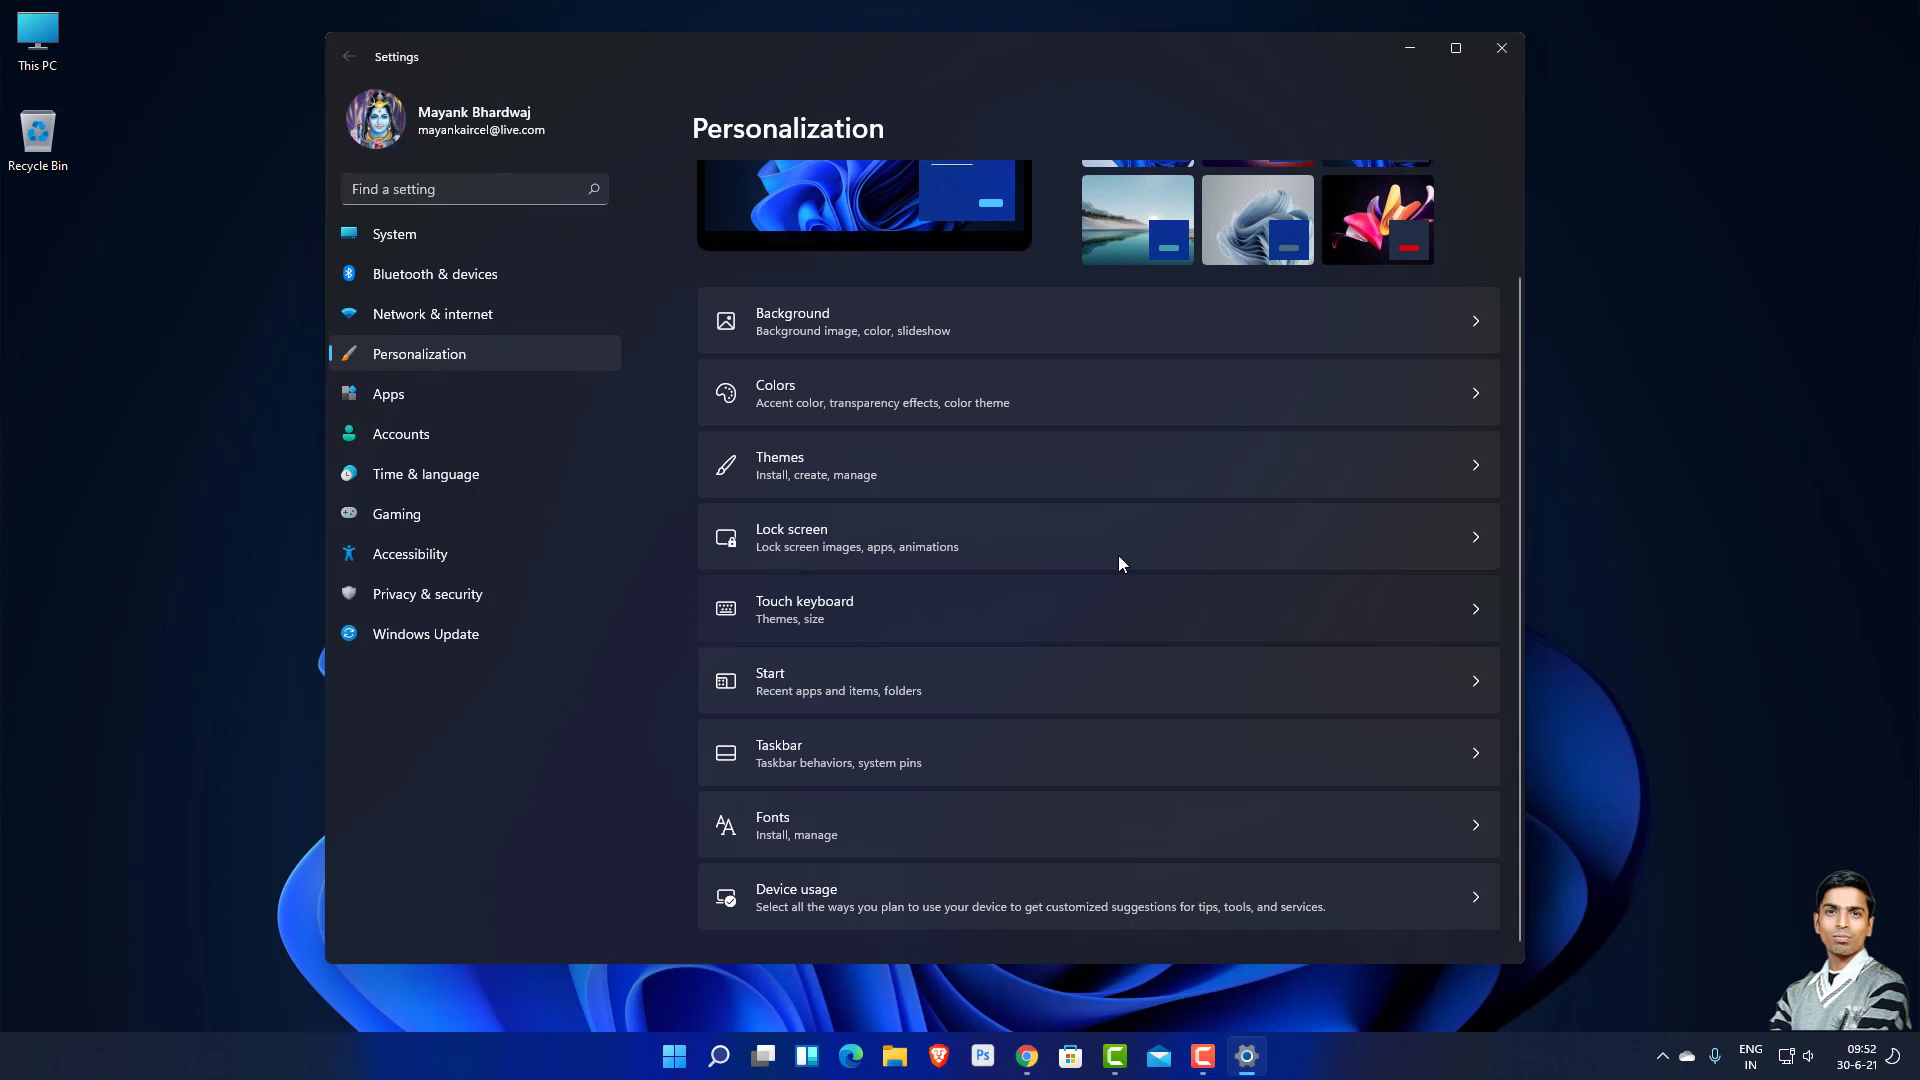 This PC
Recycle Bin
Settings
Mayank Bhardwaj
mayankaircel@live.com
Find a setting
System
Bluetooth & devices
Network & internet
Personalization
Apps
Accounts
Time & language
Gaming
Accessibility
Privacy & security
Windows Update
Personalization
Background
Background image, color, slideshow
Colors
Accent color, transparency effects, color theme
Themes
Install, create, manage
Lock screen
Lock screen images, apps, animations
Touch keyboard
Themes, size
Start
Recent apps and items, folders
Taskbar
Taskbar behaviors, system pins
Fonts
Install, manage
Device usage
Select all the ways you plan to use your device to get customized suggestions for tips, tools, and services.
Ps
ENG
IN
09:52
30-6-21